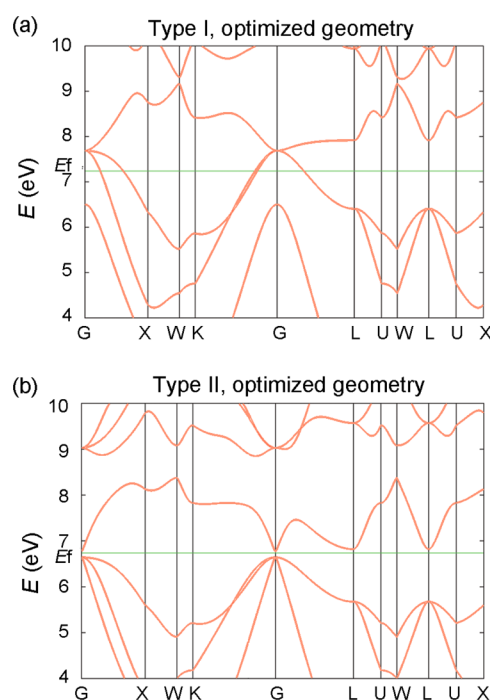 (a)
Type I, optimized geometry
10
9
8
Ef
7
6
5
4
E (eV)
G X W K G L U W L U X
(b)
Type II, optimized geometry
10
9
8
7
Ef
6
5
4
E (eV)
G X W K G L U W L U X